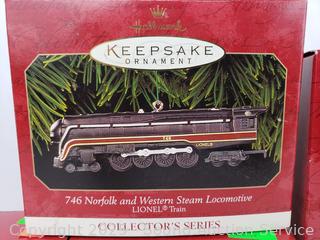 Hallmark
KEEPSAKE
ORNAMENT
746
LIONEL
746 Norfolk and Western Steam Locomotive
LIONEL® Train
COLLECTOR'S SERIES